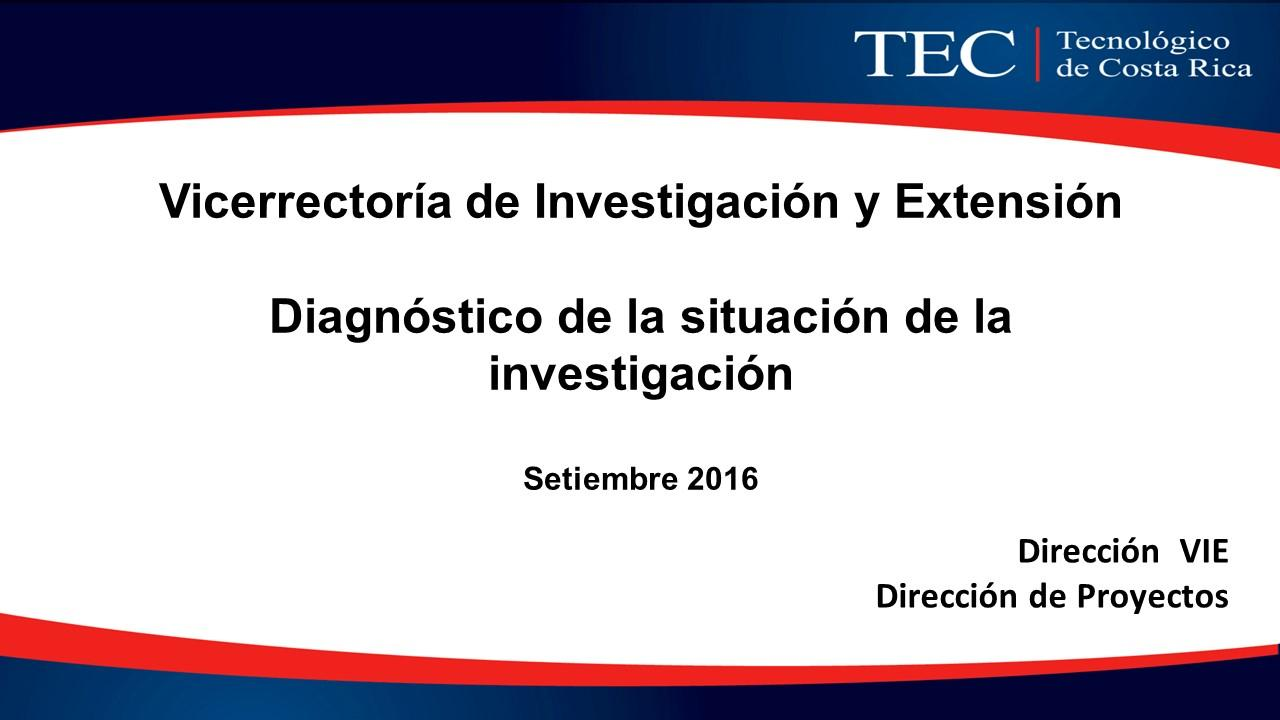 TEC
Tecnológico
de Costa Rica
Vicerrectoría de Investigación y Extensión
Diagnóstico de la situación de la
investigación
Setiembre 2016
Dirección VIE
Dirección de Proyectos